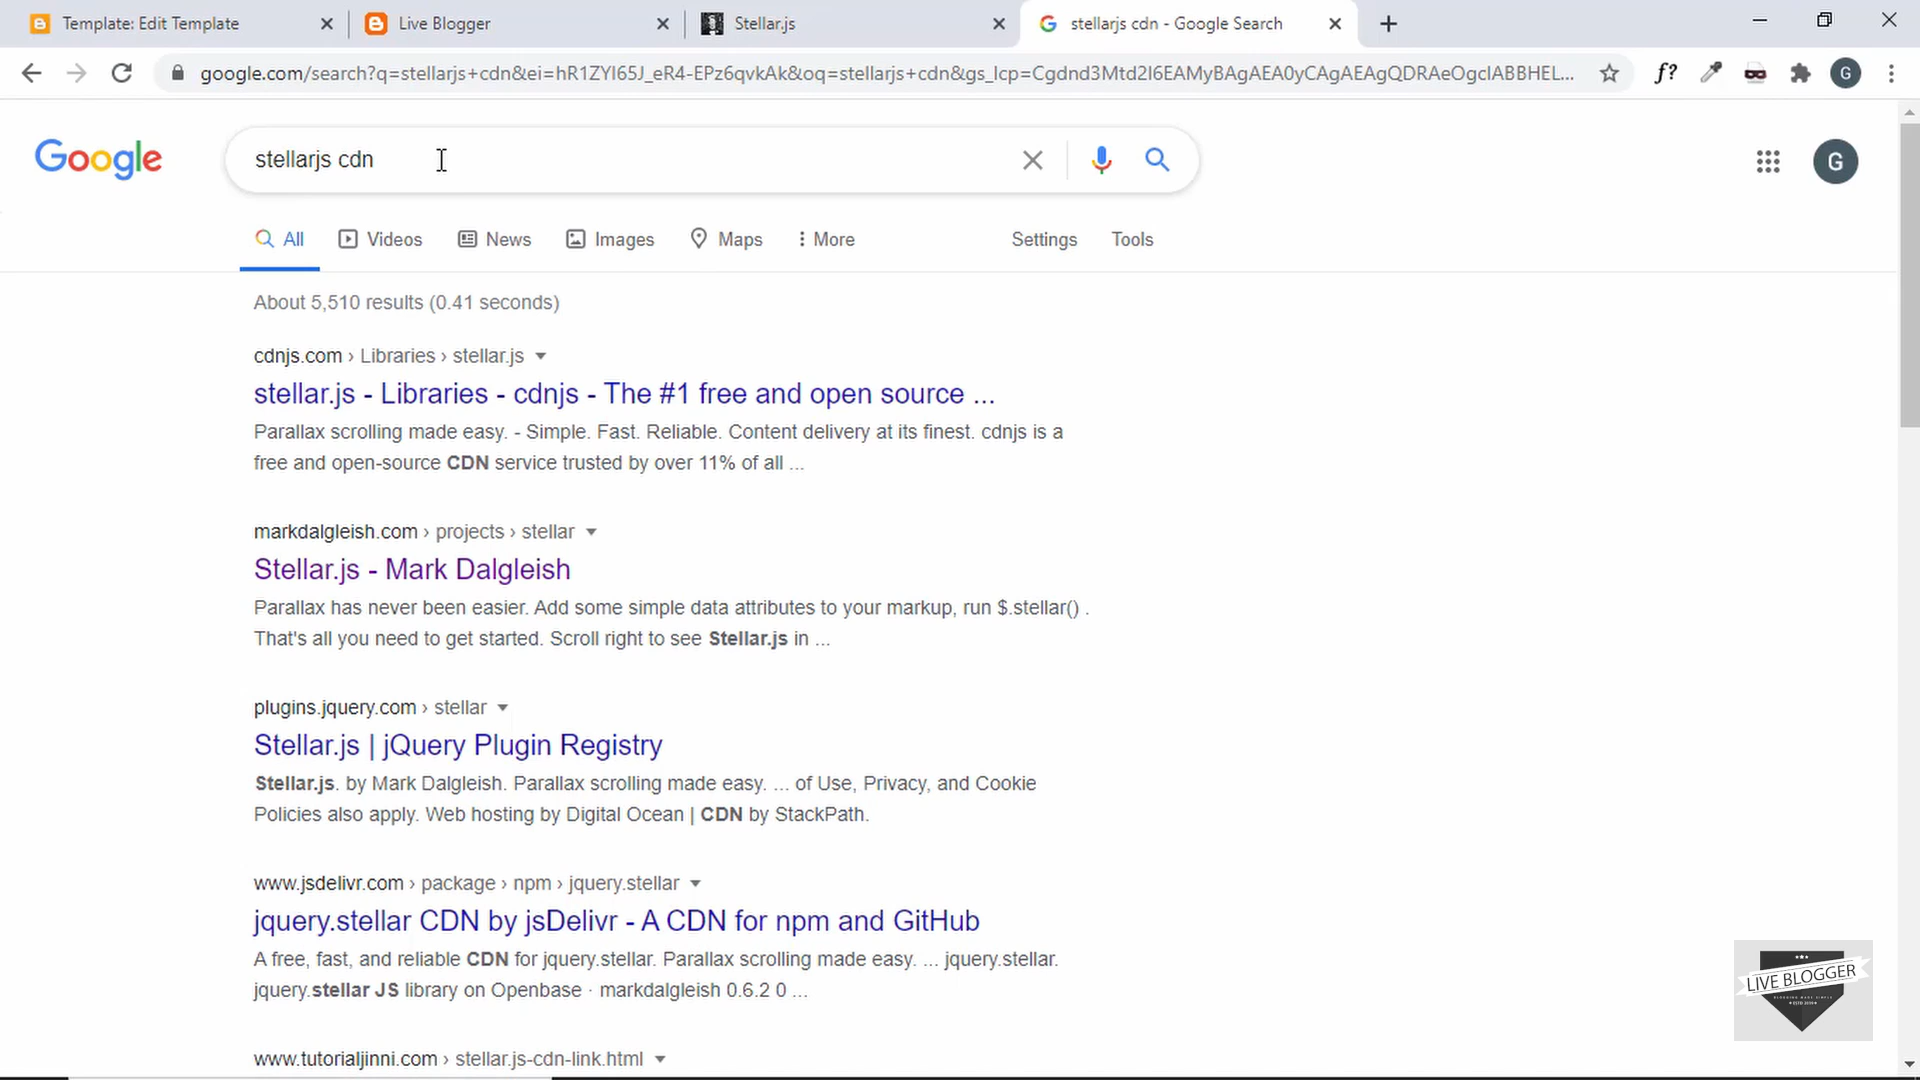 Template: Edit Template
Live Blogger
Stellar.js
stellarjs cdn - Google Search
google.com/search?q=stellarjs+cdn&ei=hR1ZYI65J_eR4-EPz6qvkAk&oq=stellarjs+cdn&gs_lcp=Cgdnd3Mtd2l6EAMyBAgAEA0yCAgAEAgQDRAeOgcIABBHEL...
f?
G
Google
stellarjs cdn
G
All
Videos
News
Images
Maps
More
Settings
Tools
About 5,510 results (0.41 seconds)
cdnjs.com › Libraries › stellar.js
stellar.js - Libraries - cdnjs - The #1 free and open source ...
Parallax scrolling made easy. - Simple. Fast. Reliable. Content delivery at its finest. cdnjs is a
free and open-source CDN service trusted by over 11% of all ...
markdalgleish.com › projects › stellar
Stellar.js - Mark Dalgleish
Parallax has never been easier. Add some simple data attributes to your markup, run $.stellar() .
That's all you need to get started. Scroll right to see Stellar.js in ...
plugins.jquery.com › stellar
Stellar.js | jQuery Plugin Registry
Stellar.js. by Mark Dalgleish. Parallax scrolling made easy. ... of Use, Privacy, and Cookie
Policies also apply. Web hosting by Digital Ocean | CDN by StackPath.
www.jsdelivr.com › package › npm › jquery.stellar
jquery.stellar CDN by jsDelivr - A CDN for npm and GitHub
A free, fast, and reliable CDN for jquery.stellar. Parallax scrolling made easy. ... jquery.stellar.
jquery.stellar JS library on Openbase · markdalgleish 0.6.2 0 ...
www.tutorialjinni.com › stellar.js-cdn-link.html
LIVE BLOGGER